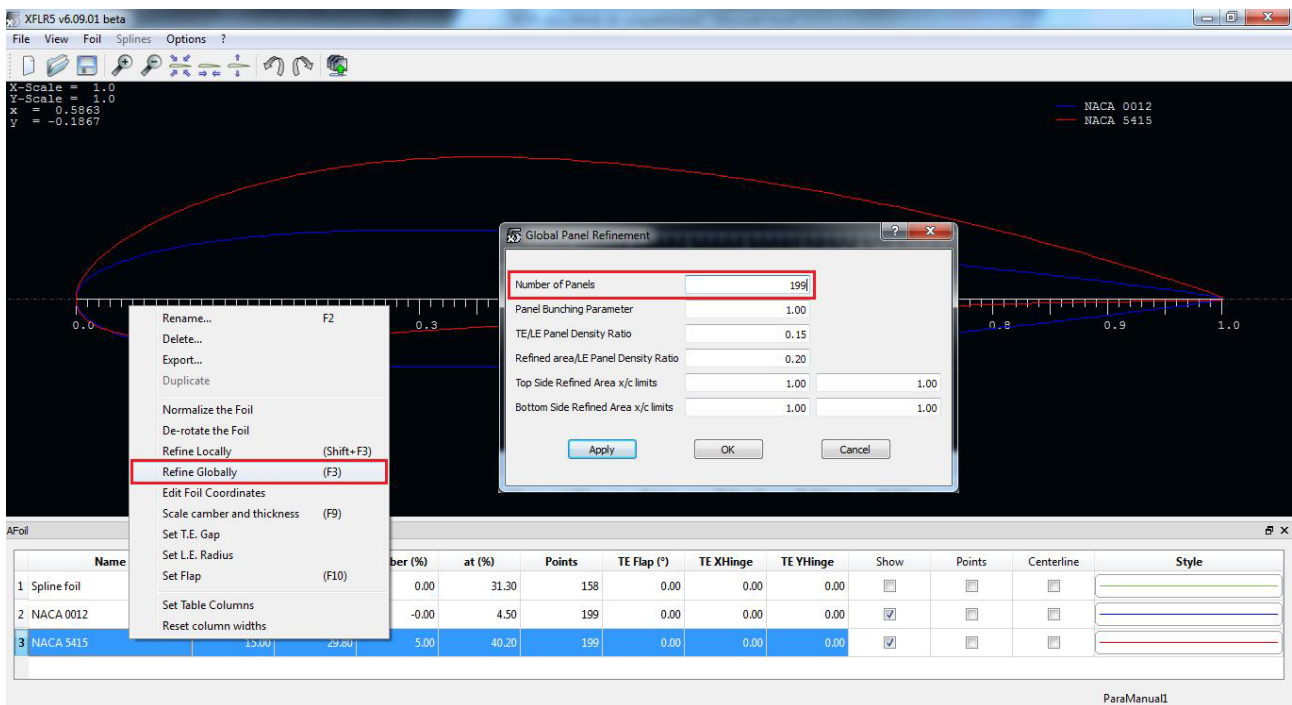 XFLR5 v6.09.01 beta
File View Foil Splines Options ?
X-Scale = 1.0
Y-Scale = 1.0
x = 0.5863
y = -0.1867
NACA 0012
NACA 5415
Global Panel Refinement
Number of Panels 199
Panel Bunching Parameter 1.00
TE/LE Panel Density Ratio 0.15
Refined area/LE Panel Density Ratio 0.20
Top Side Refined Area x/c limits 1.00 1.00
Bottom Side Refined Area x/c limits 1.00 1.00
Apply OK Cancel
0.0 0.3 0.8 0.9 1.0
Rename... F2
Delete...
Export...
Duplicate
Normalize the Foil
De-rotate the Foil
Refine Locally (Shift+F3)
Refine Globally (F3)
Edit Foil Coordinates
Scale camber and thickness (F9)
Set T.E. Gap
Set L.E. Radius
Set Flap (F10)
Set Table Columns
Reset column widths
AFoil
Name ber (%) at (%) Points TE Flap (°) TE XHinge TE YHinge Show Points Centerline Style
1 Spline foil 0.00 31.30 158 0.00 0.00 0.00
2 NACA 0012 -0.00 4.50 199 0.00 0.00 0.00
3 NACA 5415 15.00 29.80 5.00 40.20 199 0.00 0.00 0.00
ParaManual1